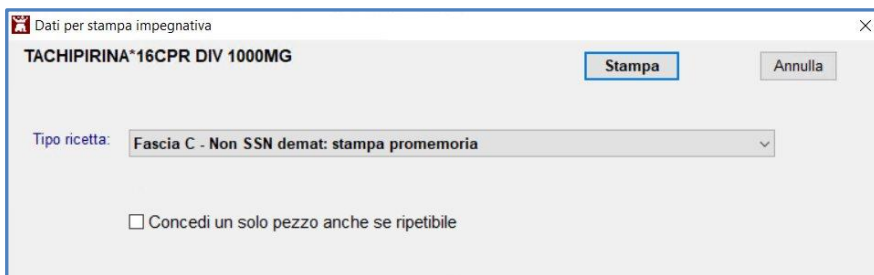 Dati per stampa impegnativa
TACHIPIRINA*16CPR DIV 1000MG
Stampa
Annulla
Tipo ricetta:
Fascia C - Non SSN demat: stampa promemoria
Concedi un solo pezzo anche se ripetibile